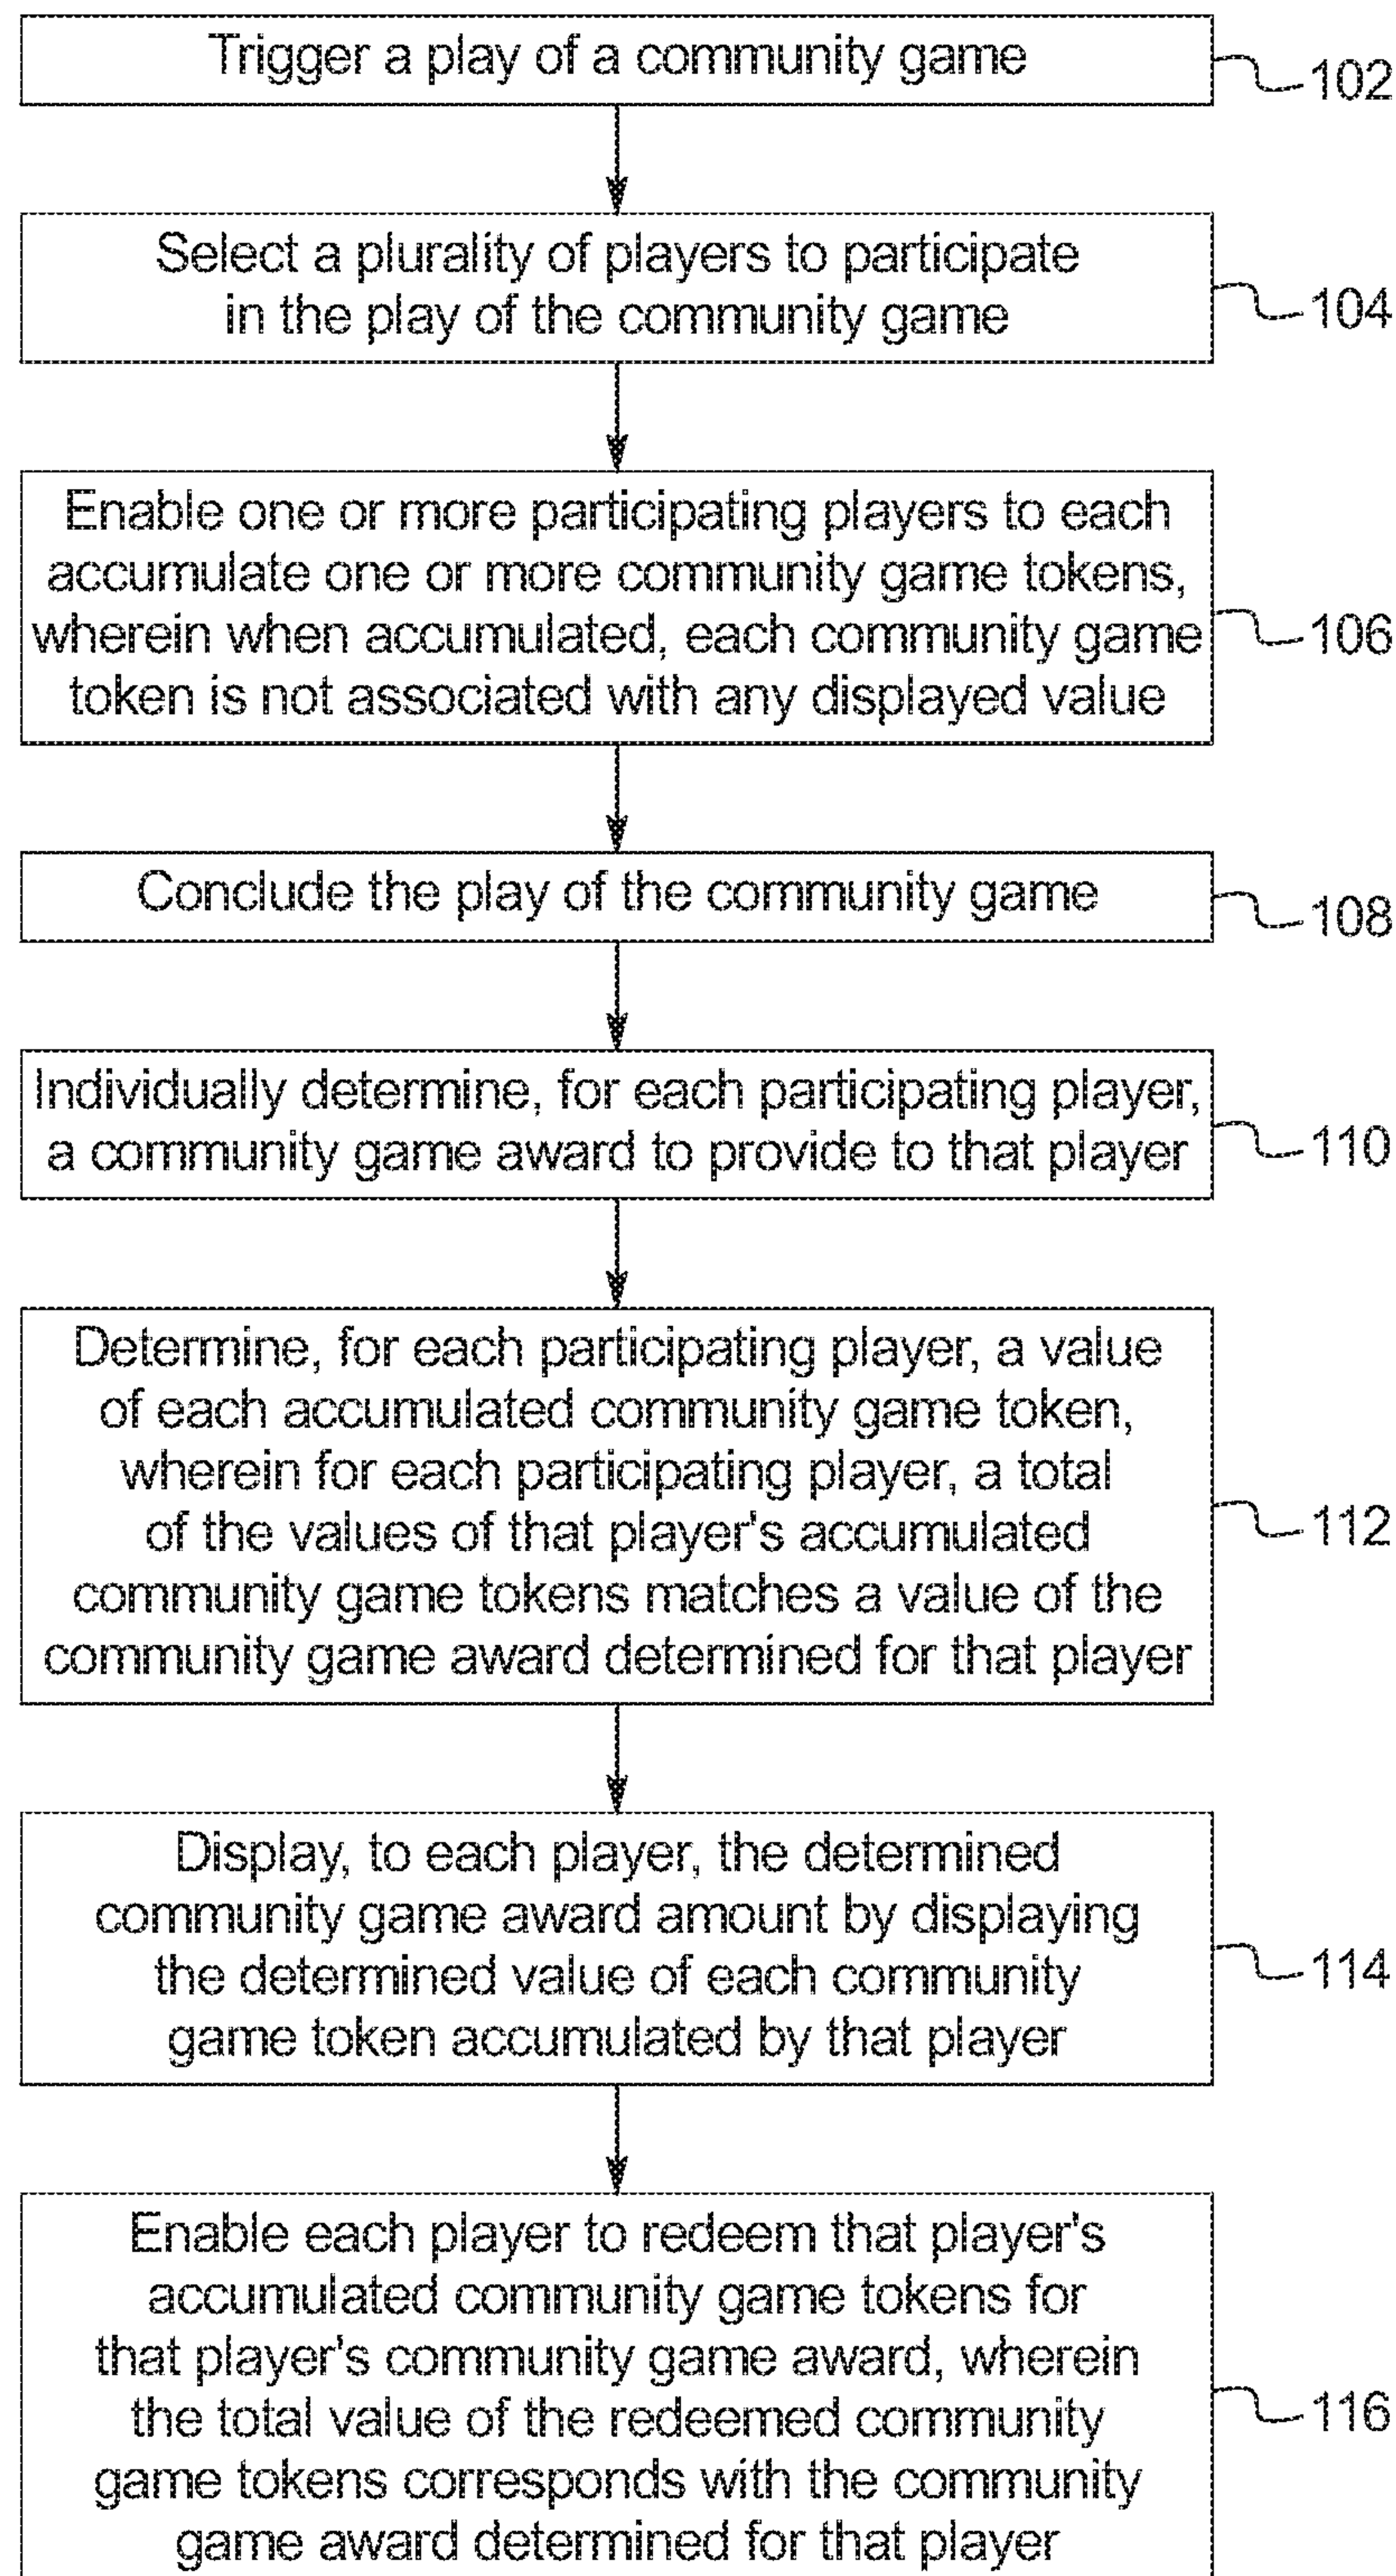 Trigger a play of a community game
102
Select a plurality of players to participate
in the play of the community game
104
Enable one or more participating players to each
accumulate one or more community game tokens,
wherein when accumulated, each community game
token is not associated with any displayed value
106
Conclude the play of the community game
108
Individually determine, for each participating player,
a community game award to provide to that player
110
Determine, for each participating player, a value
of each accumulated community game token,
wherein for each participating player, a total
of the values of that player's accumulated
community game tokens matches a value of the
community game award determined for that player
112
Display, to each player, the determined
community game award amount by displaying
the determined value of each community
game token accumulated by that player
114
Enable each player to redeem that player's
accumulated community game tokens for
that player's community game award, wherein
the total value of the redeemed community
game tokens corresponds with the community
game award determined for that player
116